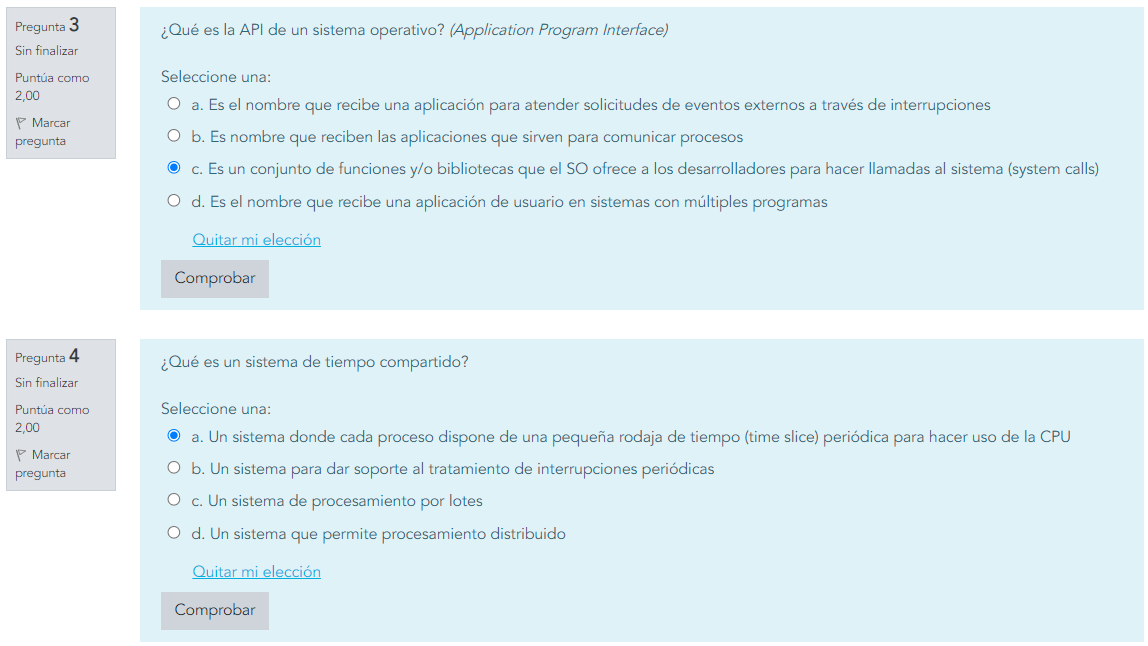 Pregunta 3
Sin finalizar
Puntúa como
2,00
Marcar
pregunta
¿Qué es la API de un sistema operativo? (Application Program Interface)
Seleccione una:
a. Es el nombre que recibe una aplicación para atender solicitudes de eventos externos a través de interrupciones
b. Es nombre que reciben las aplicaciones que sirven para comunicar procesos
c. Es un conjunto de funciones y/o bibliotecas que el SO ofrece a los desarrolladores para hacer llamadas al sistema (system calls)
d. Es el nombre que recibe una aplicación de usuario en sistemas con múltiples programas
Quitar mi elección
Comprobar
Pregunta 4
Sin finalizar
Puntúa como
2,00
Marcar
pregunta
¿Qué es un sistema de tiempo compartido?
Seleccione una:
a. Un sistema donde cada proceso dispone de una pequeña rodaja de tiempo (time slice) periódica para hacer uso de la CPU
b. Un sistema para dar soporte al tratamiento de interrupciones periódicas
c. Un sistema de procesamiento por lotes
d. Un sistema que permite procesamiento distribuido
Quitar mi elección
Comprobar